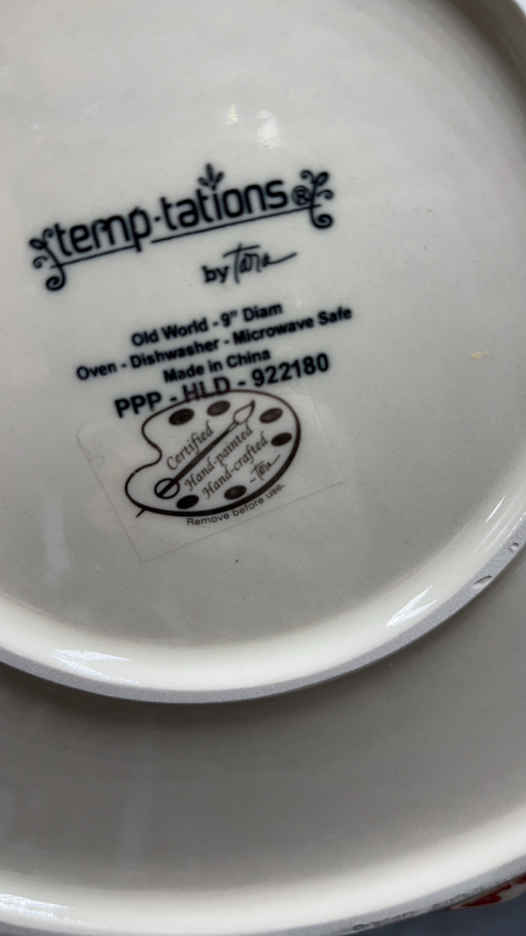 temp-tations®
by Tara
Old World - 9" Diam
Oven - Dishwasher - Microwave Safe
Made in China
PPP - HLD - 922180
Certified
Hand-painted
Hand-crafted
-Tara
Remove before use.